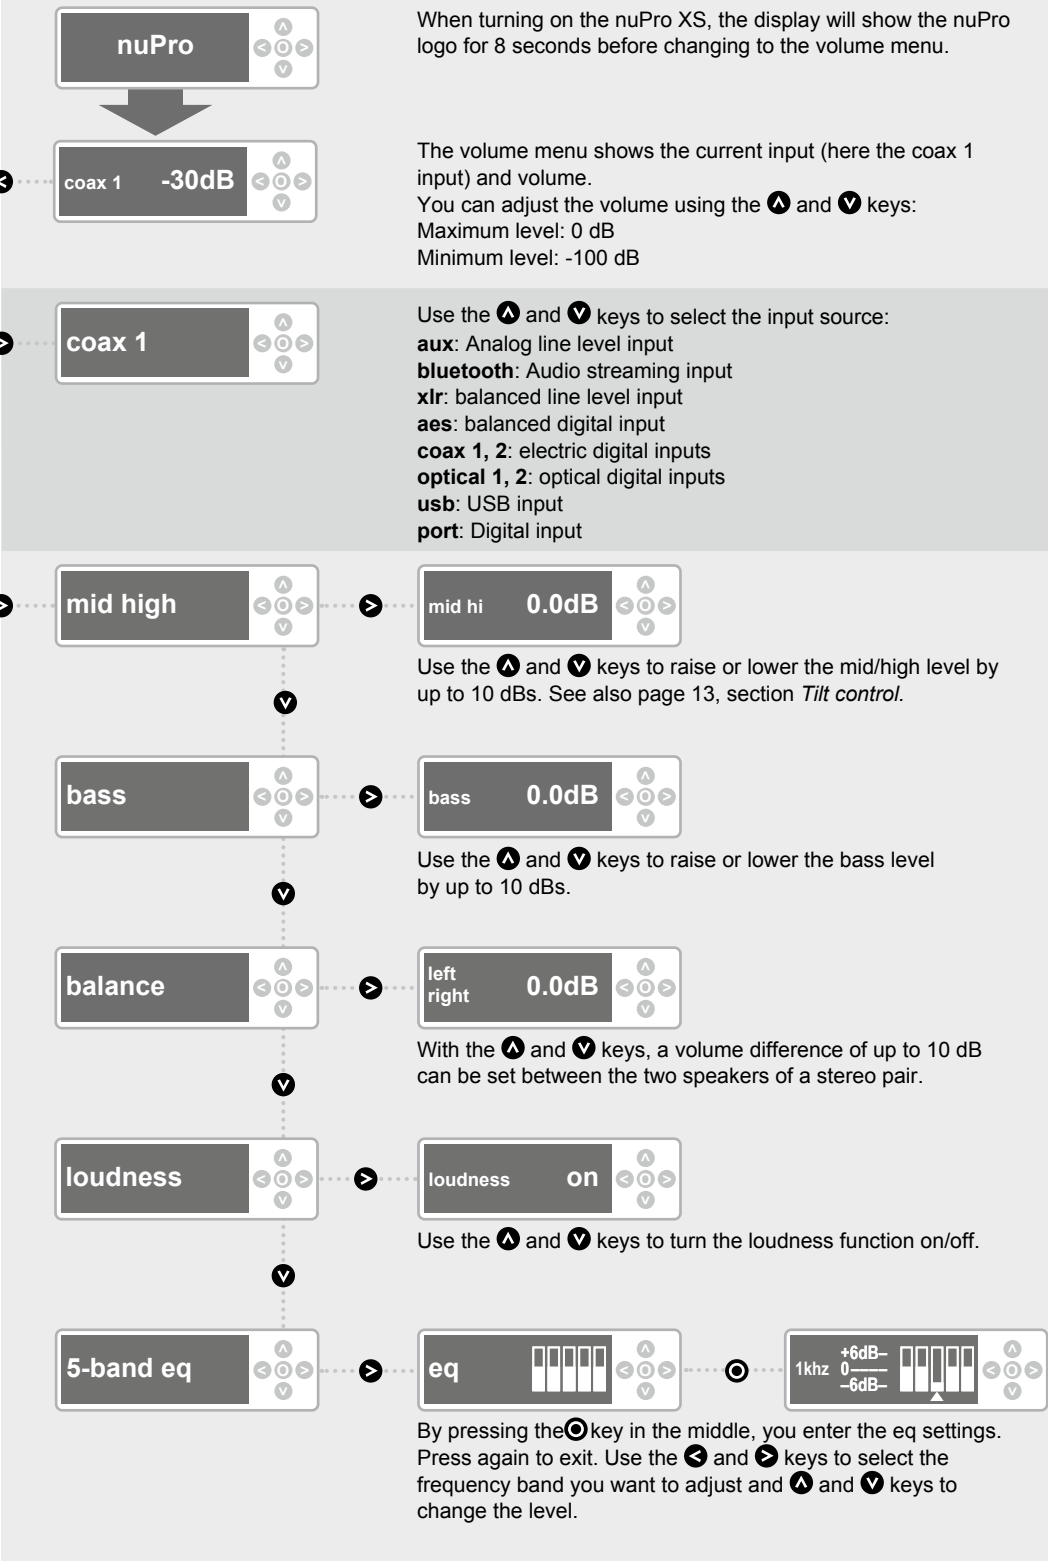 nuPro
When turning on the nuPro XS, the display will show the nuPro
logo for 8 seconds before changing to the volume menu.
coax 1 -30dB
The volume menu shows the current input (here the coax 1
input) and volume.
You can adjust the volume using the and keys:
Maximum level: 0 dB
Minimum level: -100 dB
coax 1
Use the and keys to select the input source:
aux: Analog line level input
bluetooth: Audio streaming input
xlr: balanced line level input
aes: balanced digital input
coax 1, 2: electric digital inputs
optical 1, 2: optical digital inputs
usb: USB input
port: Digital input
mid high
mid hi 0.0dB
Use the and keys to raise or lower the mid/high level by
up to 10 dBs. See also page 13, section Tilt control.
bass
bass 0.0dB
Use the and keys to raise or lower the bass level
by up to 10 dBs.
balance
left
right 0.0dB
With the and keys, a volume difference of up to 10 dB
can be set between the two speakers of a stereo pair.
loudness
loudness on
Use the and keys to turn the loudness function on/off.
5-band eq
eq
+6dB–
1khz 0
–6dB–
By pressing the key in the middle, you enter the eq settings.
Press again to exit. Use the and keys to select the
frequency band you want to adjust and and keys to
change the level.